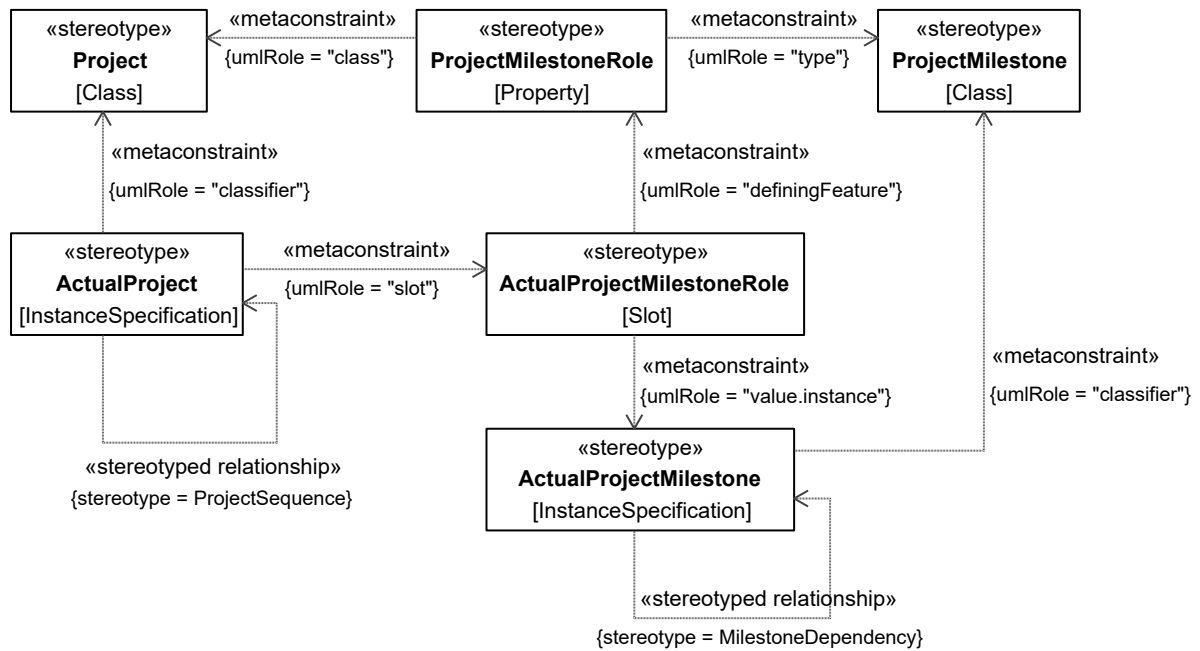 «stereotype»
Project
[Class]
«metaconstraint»
{umlRole = "class"}
«stereotype»
ProjectMilestoneRole
[Property]
«metaconstraint»
{umlRole = "type"}
«stereotype»
ProjectMilestone
[Class]
«metaconstraint»
{umlRole = "classifier"}
«metaconstraint»
{umlRole = "definingFeature"}
«stereotype»
ActualProject
[InstanceSpecification]
«metaconstraint»
{umlRole = "slot"}
«stereotype»
ActualProjectMilestoneRole
[Slot]
«metaconstraint»
{umlRole = "value.instance"}
«metaconstraint»
{umlRole = "classifier"}
«stereotyped relationship»
{stereotype = ProjectSequence}
«stereotype»
ActualProjectMilestone
[InstanceSpecification]
«stereotyped relationship»
{stereotype = MilestoneDependency}